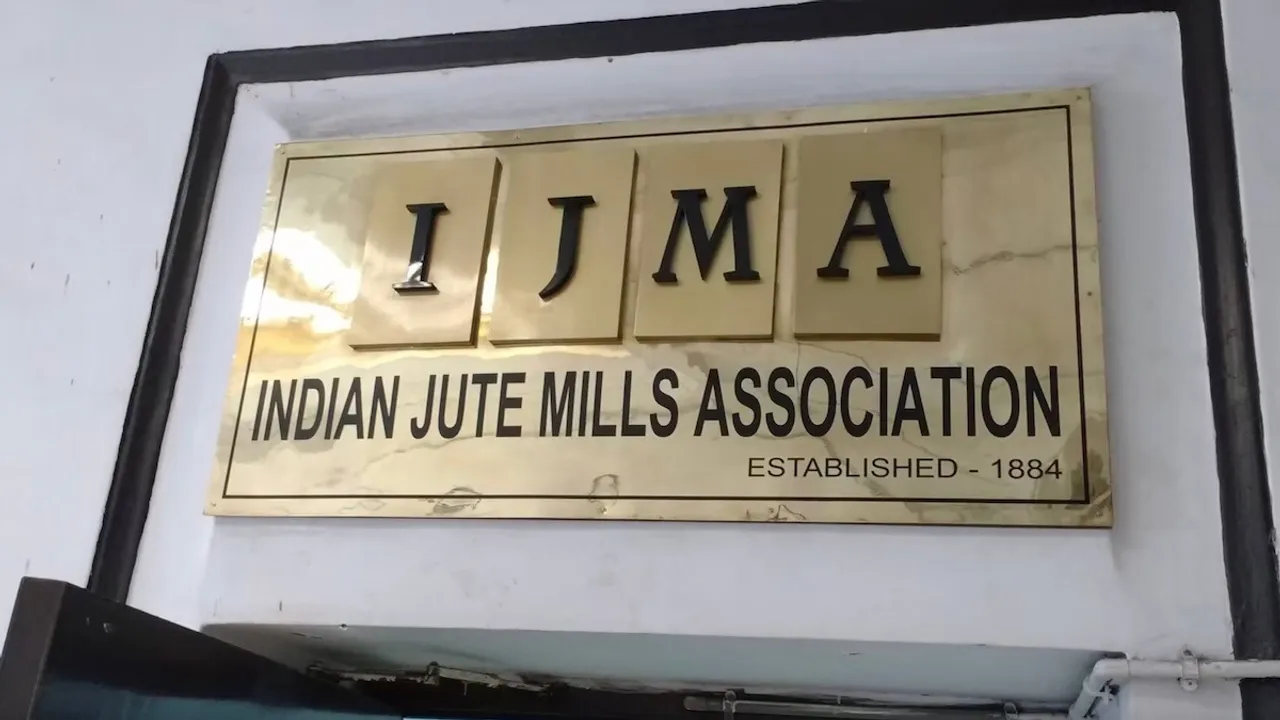 IJMA
INDIAN JUTE MILLS ASSOCIATION
ESTABLISHED - 1884